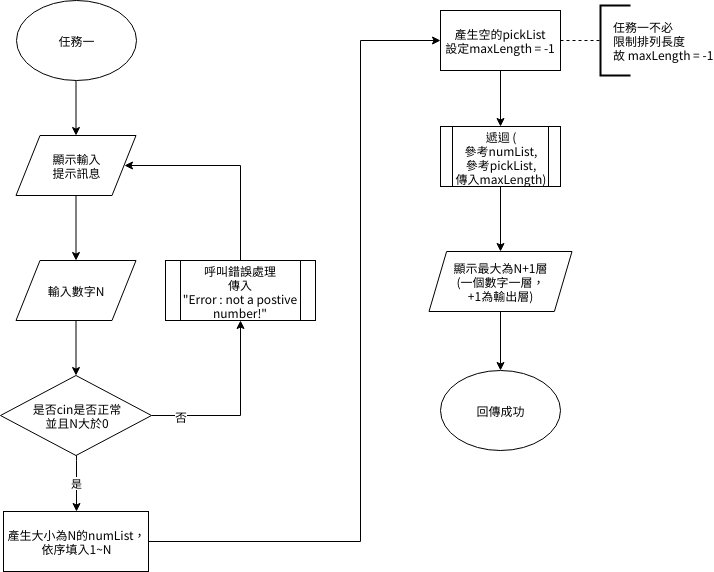 任務一
顯示輸入
提示訊息
輸入數字N
呼叫錯誤處理
傳入
"Error : not a postive
number!"
是否cin是否正常
並且N大於0
否
是
產生大小為N的numList，
依序填入1~N
產生空的pickList
設定maxLength = -1
任務一不必
限制排列長度
故 maxLength = -1
遞迴 (
參考numList,
參考pickList,
傳入maxLength)
顯示最大為N+1層
(一個數字一層，
+1為輸出層)
回傳成功